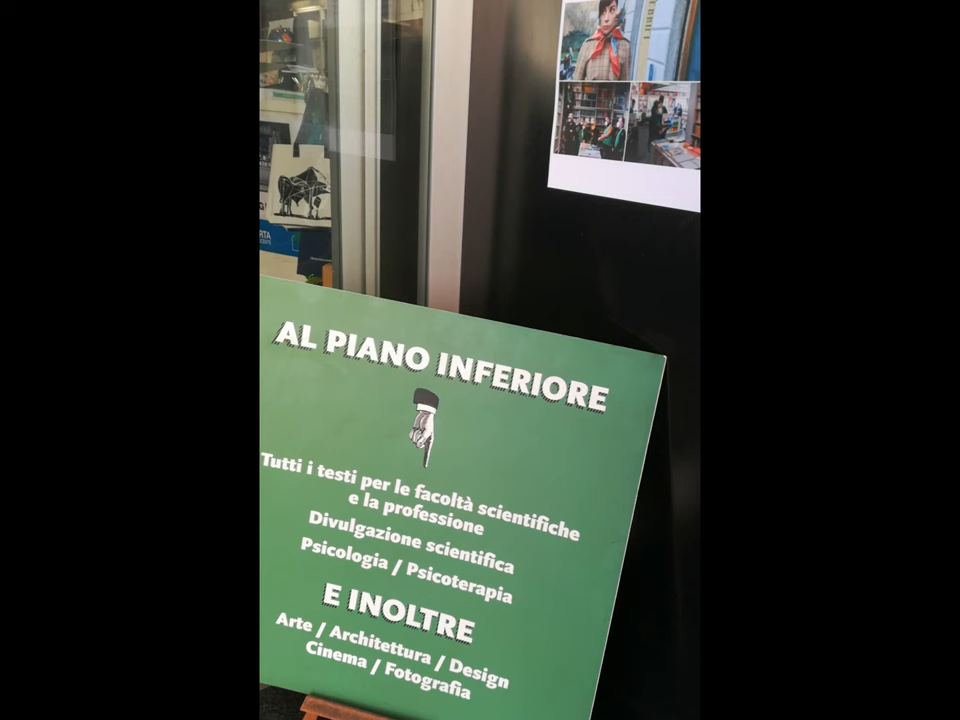 AL PIANO INFERIORE
Tutti i testi per le facoltà scientifiche
e la professione
Divulgazione scientifica
Psicologia / Psicoterapia
E INOLTRE
Arte / Architettura / Design
Cinema / Fotografia